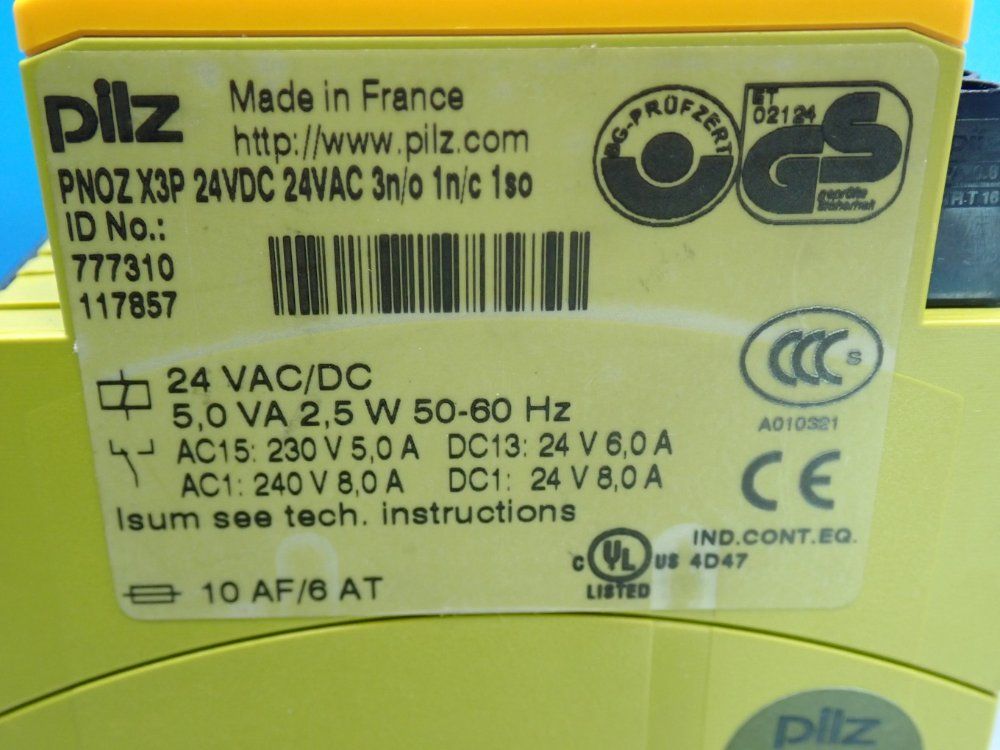 pilz
Made in France
http://www.pilz.com
PNOZ X3P 24VDC 24VAC 3n/o 1n/c 1so
ID No.:
777310
117857
BG-PRÜFZERT
ET
02124
GS
geprüfte
Sicherheit
CCC S
A010321
24 VAC/DC
5,0 VA 2,5 W 50-60 Hz
AC15: 230 V 5,0 A DC13: 24 V 6,0 A
AC1: 240 V 8,0 A DC1: 24 V 8,0 A
Isum see tech. instructions
CE
IND.CONT.EQ.
C UL US 4D47
LISTED
10 AF/6 AT
pilz